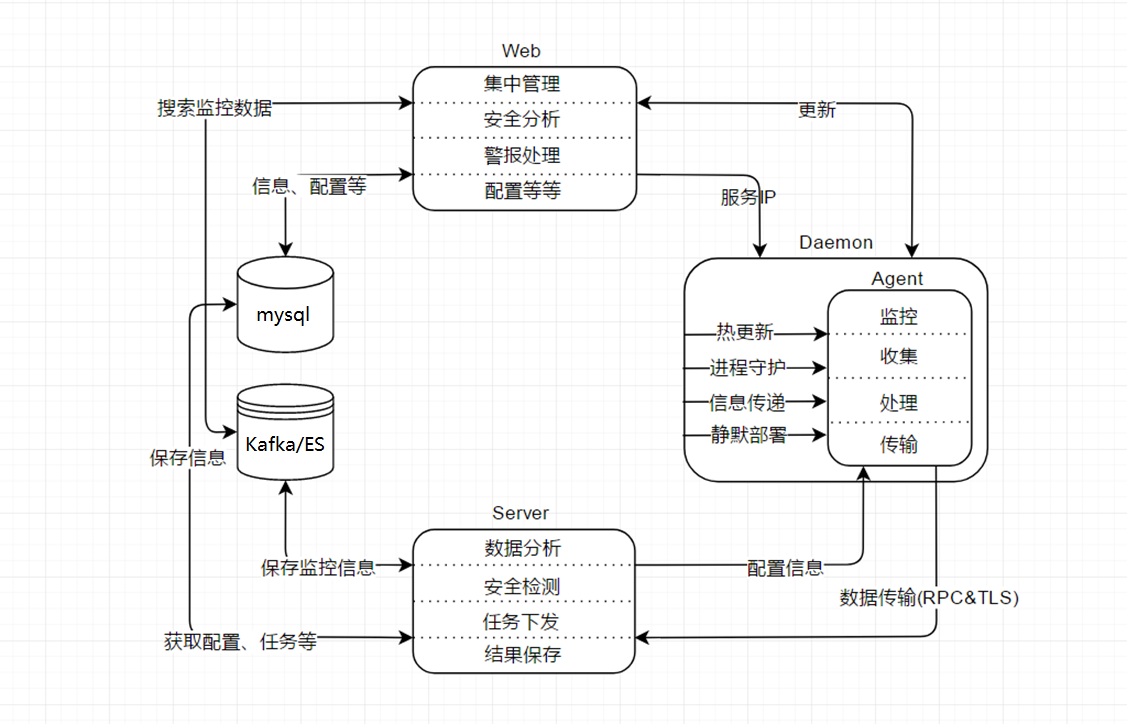 Web
集中管理
安全分析
警报处理
配置等等
搜索监控数据
信息、配置等
更新
服务IP
mysql
Kafka/ES
保存信息
Daemon
Agent
监控
收集
处理
传输
热更新
进程守护
信息传递
静默部署
Server
数据分析
安全检测
任务下发
结果保存
保存监控信息
获取配置、任务等
配置信息
数据传输(RPC&TLS)